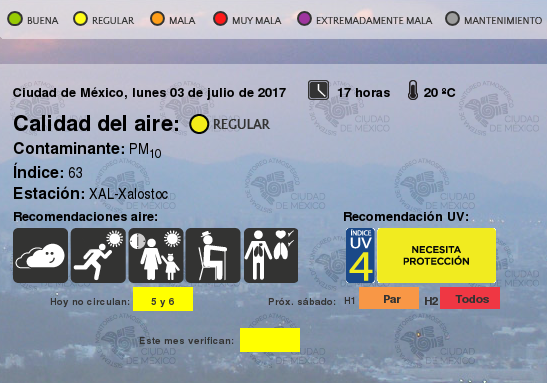 BUENA REGULAR MALA MUY MALA EXTREMADAMENTE MALA MANTENIMIENTO
Ciudad de México, lunes 03 de julio de 2017 17 horas 20 ºC
Calidad del aire: REGULAR
Contaminante: PM10
Índice: 63
Estación: XAL-Xalostoc
Recomendaciones aire: Recomendación UV:
ÍNDICE
UV
4
NECESITA
PROTECCIÓN
Hoy no circulan: 5 y 6 Próx. sábado: H1 Par H2 Todos
Este mes verifican:
CIUDAD
DE MÉXICO